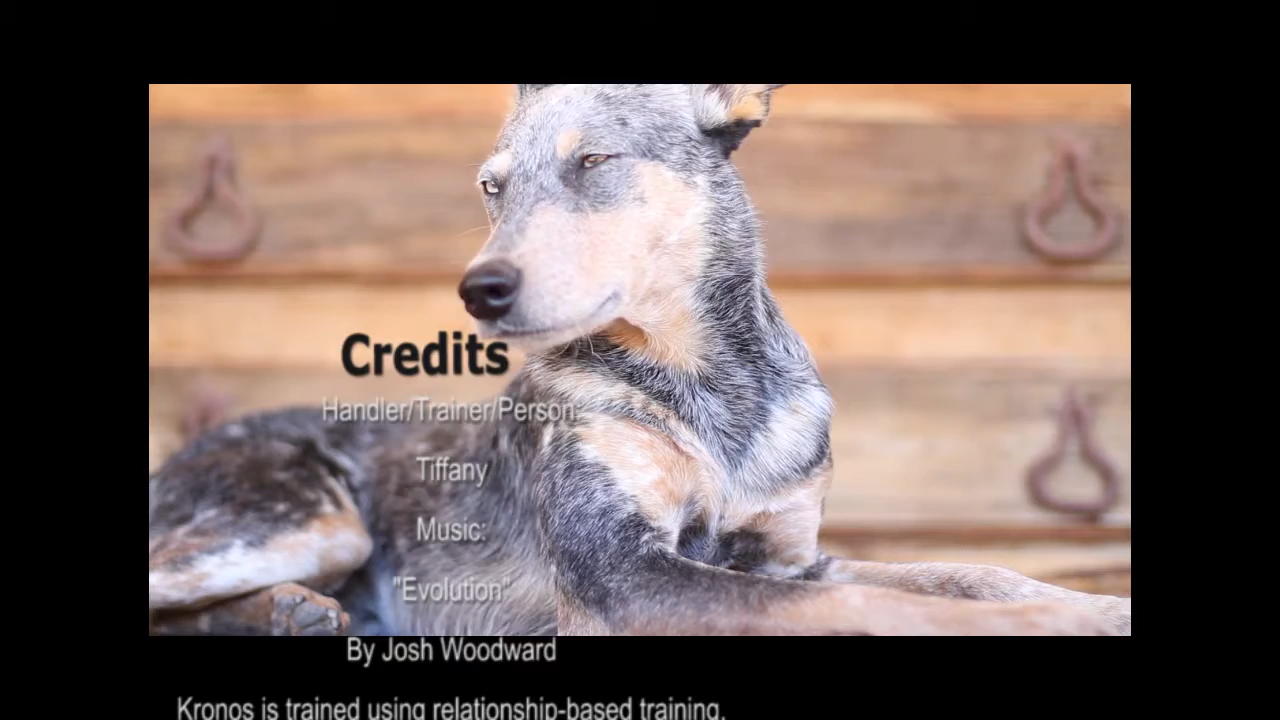 Credits
Handler/Trainer/Person:
Tiffany
Music:
"Evolution"
By Josh Woodward
Kronos is trained using relationship-based training.